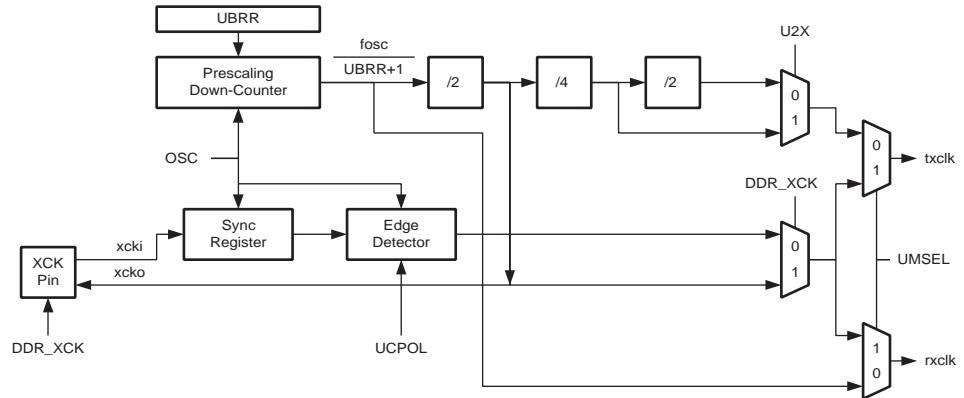 UBRR
fosc
U2X
Prescaling
Down-Counter
UBRR+1
/2
/4
/2
0
1
OSC
0
1
txclk
DDR_XCK
Sync
Register
Edge
Detector
xcki
0
1
XCK
Pin
xcko
UMSEL
DDR_XCK
UCPOL
1
0
rxclk